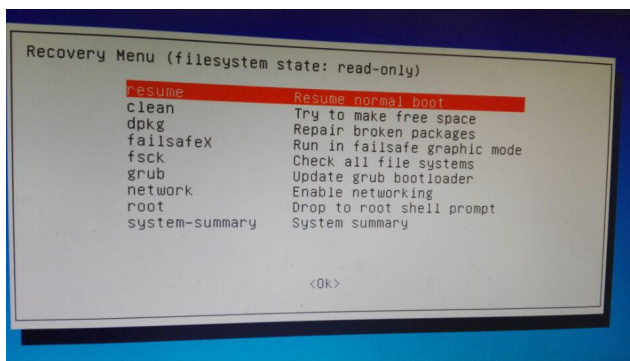 Recovery Menu (filesystem state: read-only)
resume Resume normal boot
clean Try to make free space
dpkg Repair broken packages
failsafeX Run in failsafe graphic mode
fsck Check all file systems
grub Update grub bootloader
network Enable networking
root Drop to root shell prompt
system-summary System summary
<Ok>